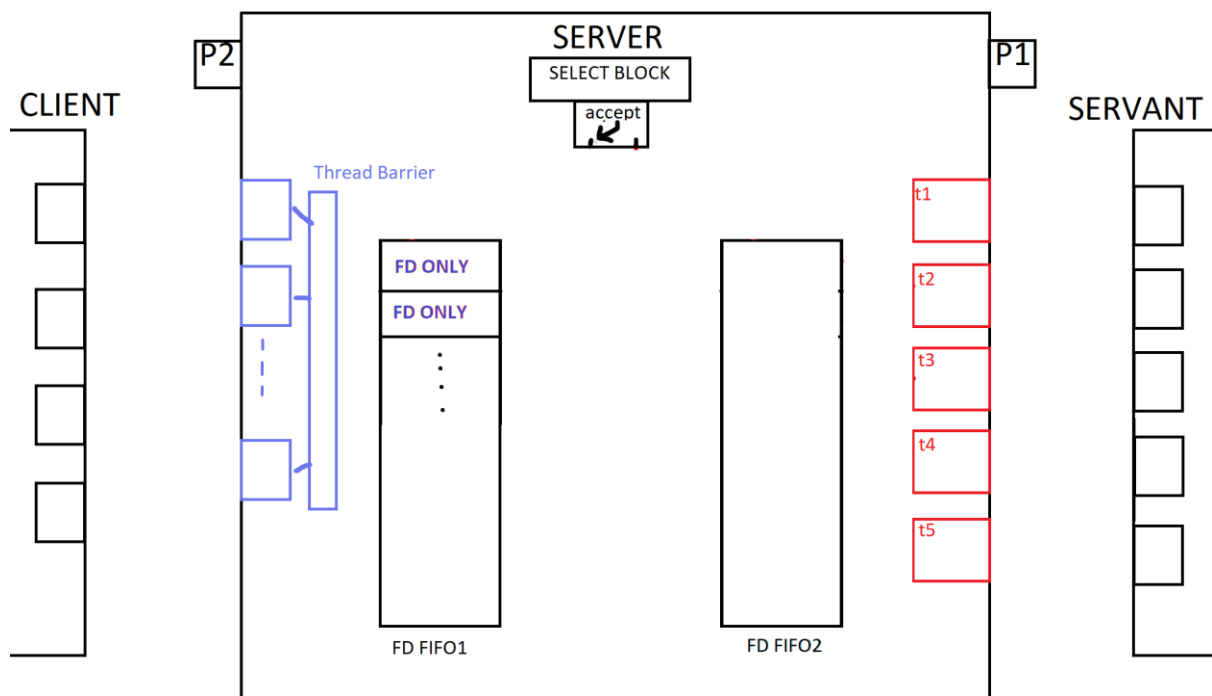 SERVER
P2
SELECT BLOCK
P1
CLIENT
accept
SERVANT
Thread Barrier
t1
FD ONLY
t2
FD ONLY
t3
t4
t5
FD FIFO1
FD FIFO2